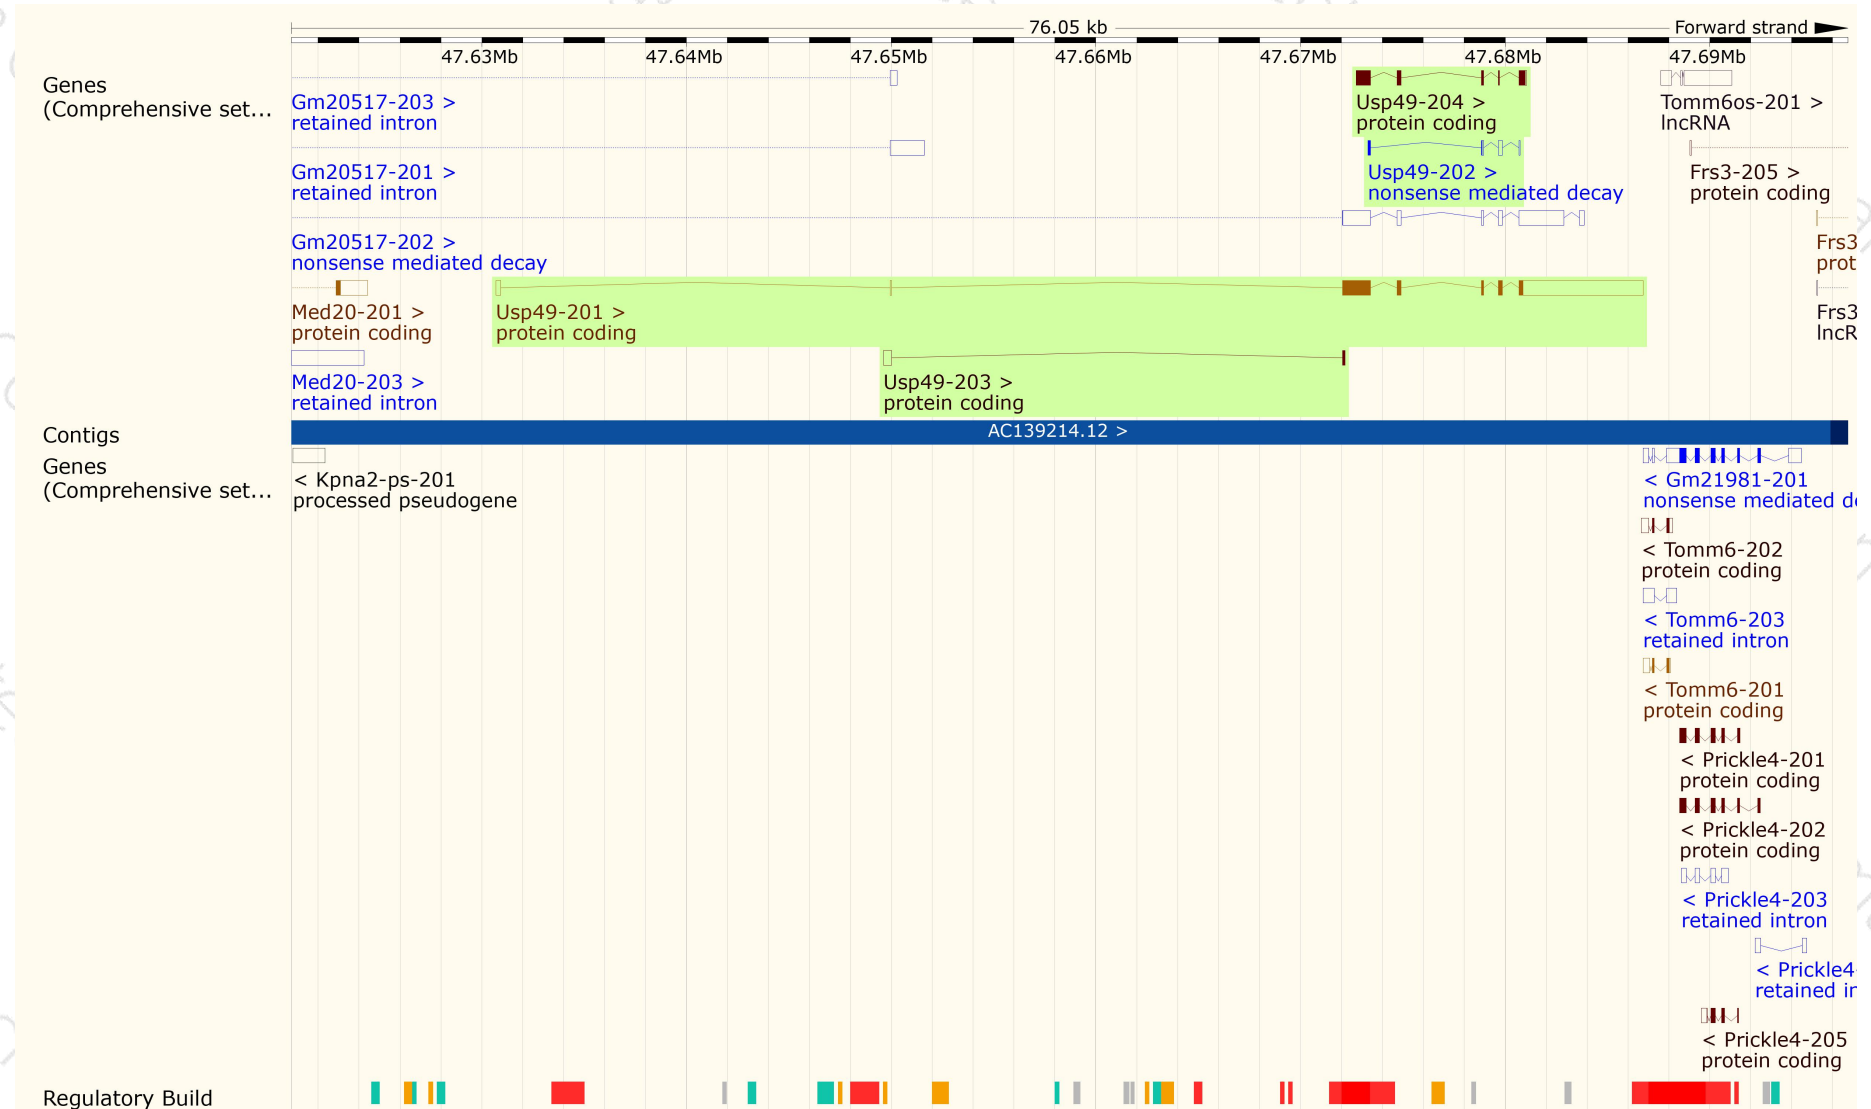 76.05 kb
Forward strand
47.63Mb 47.64Mb 47.65Mb 47.66Mb 47.67Mb 47.68Mb 47.69Mb
Genes
(Comprehensive set...
Gm20517-203 >
retained intron
Usp49-204 >
protein coding
Tomm6os-201 >
lncRNA
Gm20517-201 >
retained intron
Usp49-202 >
nonsense mediated decay
Frs3-205 >
protein coding
Gm20517-202 >
nonsense mediated decay
Frs3
prot
Med20-201 >
protein coding
Usp49-201 >
protein coding
Frs3
lncR
Med20-203 >
retained intron
Usp49-203 >
protein coding
Contigs
AC139214.12 >
Genes
(Comprehensive set...
< Kpna2-ps-201
processed pseudogene
< Gm21981-201
nonsense mediated d
< Tomm6-202
protein coding
< Tomm6-203
retained intron
< Tomm6-201
protein coding
< Prickle4-201
protein coding
< Prickle4-202
protein coding
< Prickle4-203
retained intron
< Prickle4-
retained in
< Prickle4-205
protein coding
Regulatory Build